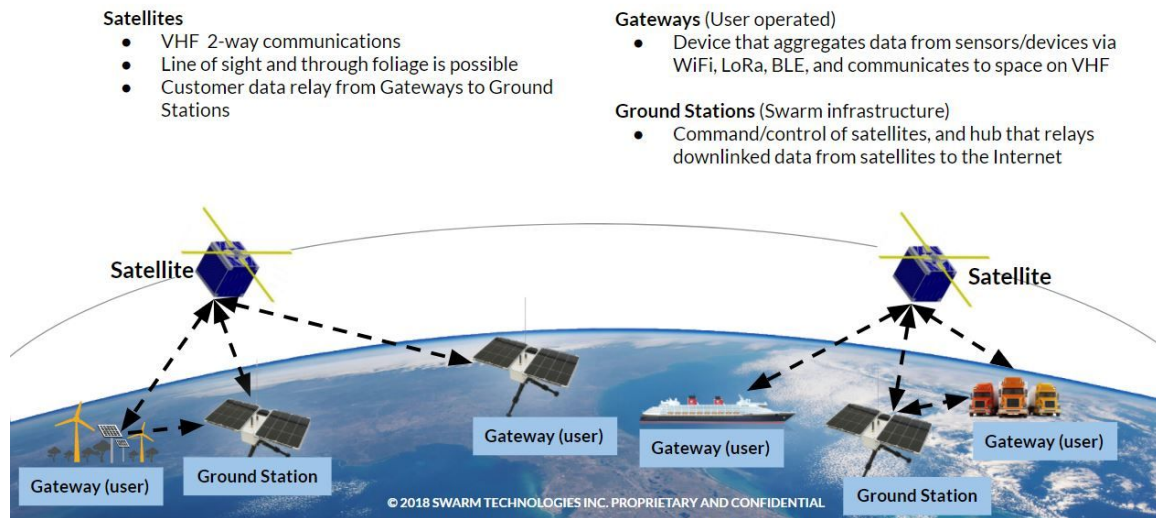 Satellites
● VHF 2-way communications
● Line of sight and through foliage is possible
● Customer data relay from Gateways to Ground
Stations
Gateways (User operated)
● Device that aggregates data from sensors/devices via
WiFi, LoRa, BLE, and communicates to space on VHF
Ground Stations (Swarm infrastructure)
● Command/control of satellites, and hub that relays
downlinked data from satellites to the Internet
Satellite
Satellite
Gateway (user)
Ground Station
Gateway (user)
Gateway (user)
Ground Station
Gateway (user)
© 2018 SWARM TECHNOLOGIES INC. PROPRIETARY AND CONFIDENTIAL